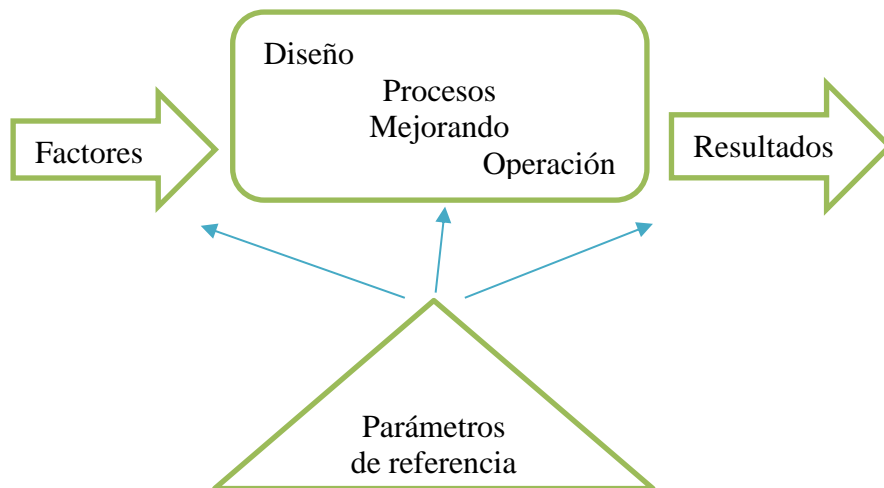 Factores
Diseño
Procesos
Mejorando
Operación
Resultados
Parámetros
de referencia